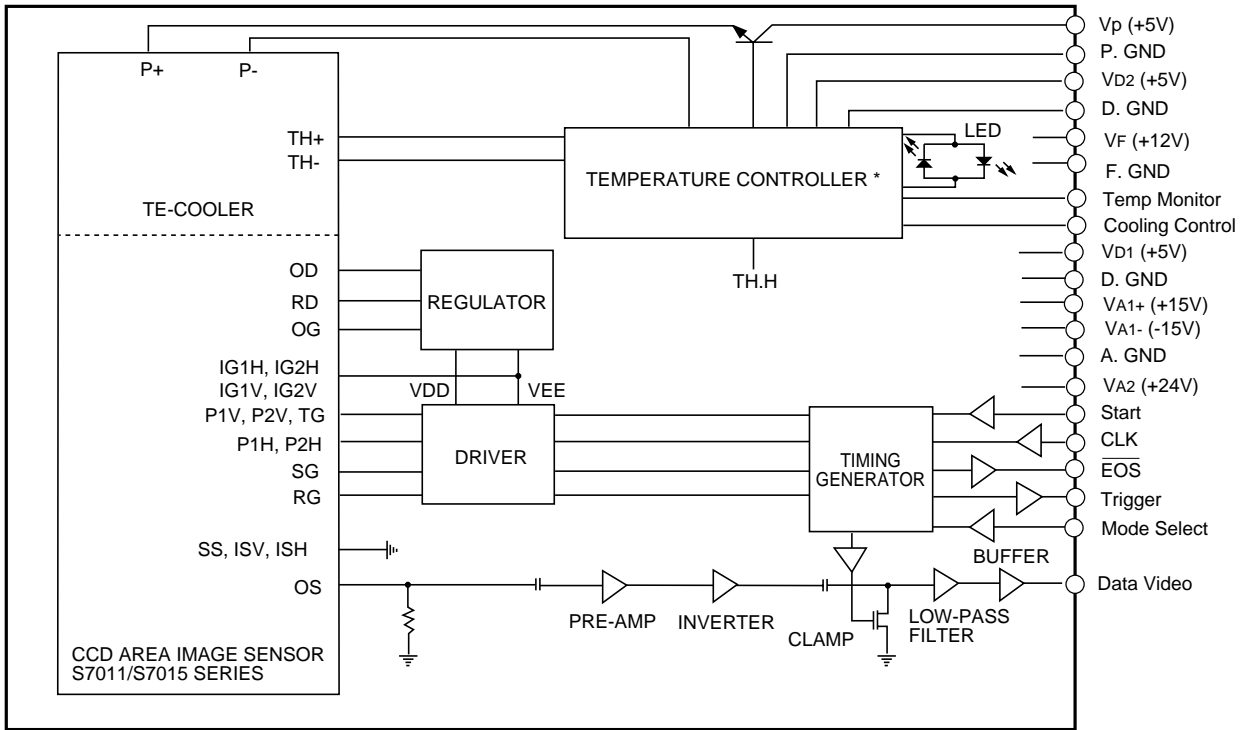 Vp (+5V)
P. GND
VD2 (+5V)
D. GND
VF (+12V)
F. GND
Temp Monitor
Cooling Control
VD1 (+5V)
D. GND
VA1+ (+15V)
VA1- (-15V)
A. GND
VA2 (+24V)
Start
CLK
EOS
Trigger
Mode Select
Data Video
P+ P-
TH+
TH-
TE-COOLER
TEMPERATURE CONTROLLER *
LED
TH.H
OD
RD
OG
REGULATOR
IG1H, IG2H
IG1V, IG2V
VDD VEE
P1V, P2V, TG
P1H, P2H
SG
RG
DRIVER
TIMING
GENERATOR
BUFFER
SS, ISV, ISH
OS
PRE-AMP
INVERTER
CLAMP
LOW-PASS
FILTER
CCD AREA IMAGE SENSOR
S7011/S7015 SERIES